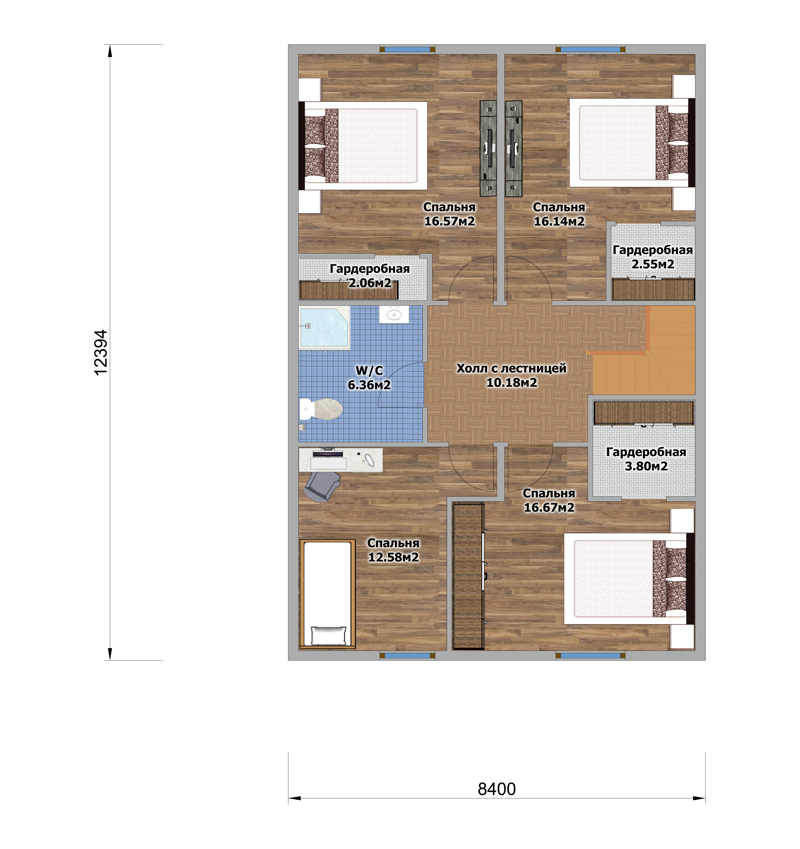 Спальня
16.57м2
Спальня
16.14м2
Гардеробная
2.55м2
Гардеробная
2.06м2
W/C
6.36м2
Холл с лестницей
10.18м2
12394
Гардеробная
3.80м2
Спальня
16.67м2
Спальня
12.58м2
8400